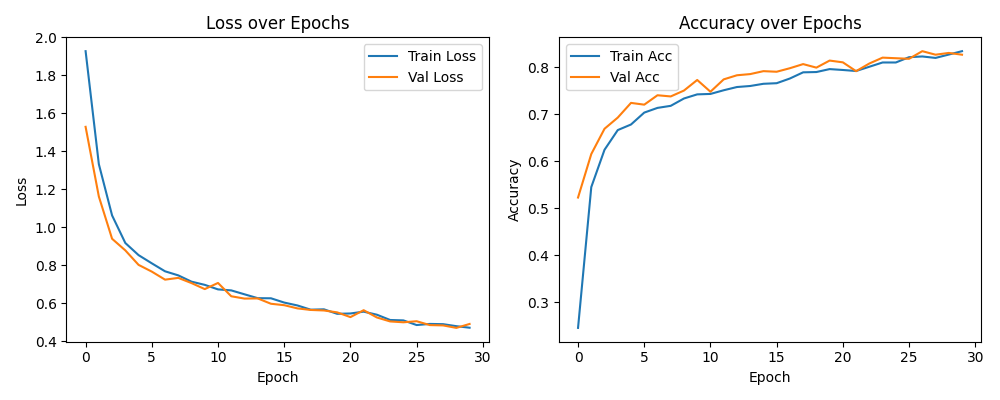 Loss over Epochs
2.0
1.8
1.6
1.4
1.2
1.0
0.8
0.6
0.4
Loss
Train Loss
Val Loss
0 5 10 15 20 25 30
Epoch
Accuracy over Epochs
0.8
0.7
0.6
0.5
0.4
0.3
Accuracy
Train Acc
Val Acc
0 5 10 15 20 25 30
Epoch